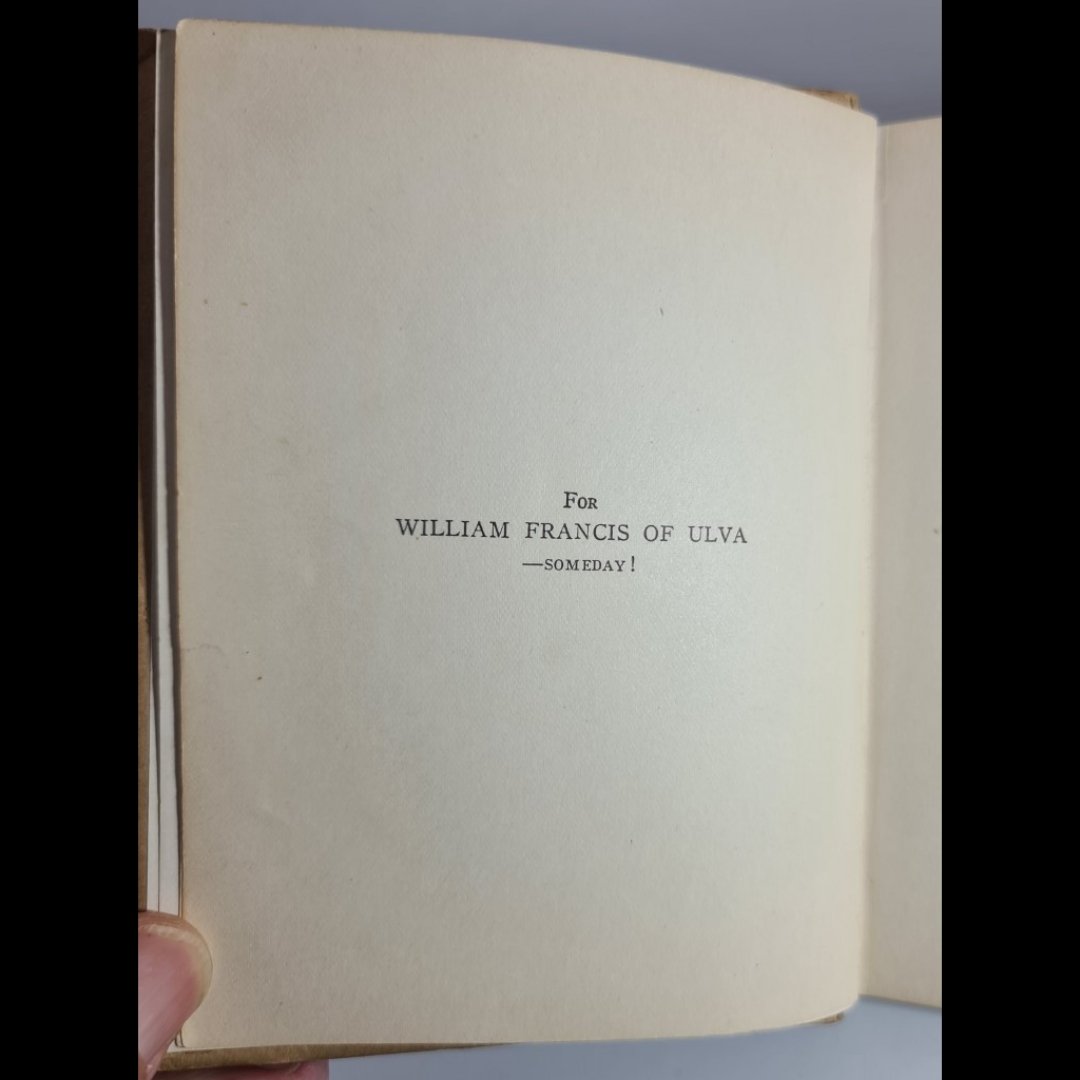 For
WILLIAM FRANCIS OF ULVA
—SOMEDAY!